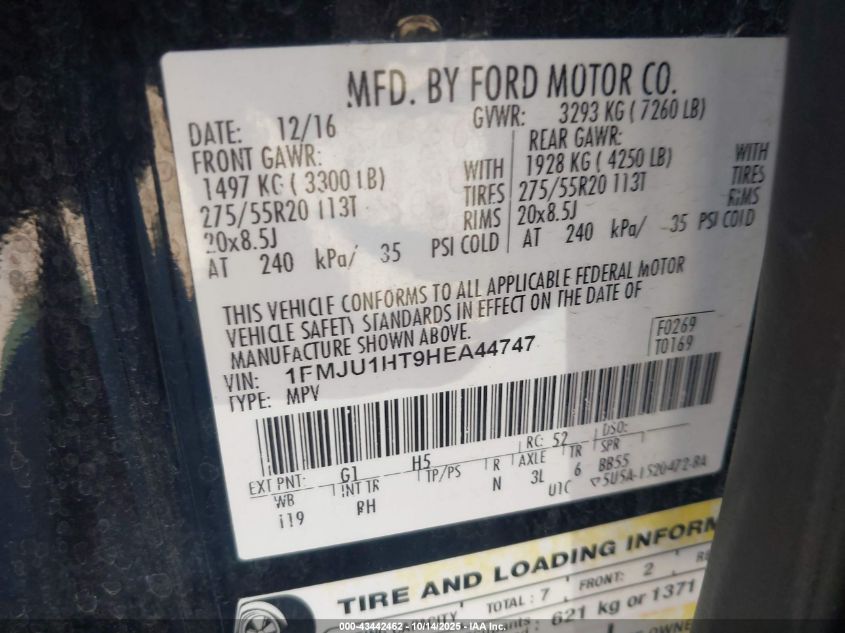 MFD. BY FORD MOTOR CO.
DATE: 12/16 GVWR: 3293 KG ( 7260 LB)
FRONT GAWR: REAR GAWR:
1497 KG ( 3300 LB) WITH 1928 KG ( 4250 LB) WITH
275/55R20 113T TIRES 275/55R20 113T TIRES
20x8.5J RIMS 20x8.5J RIMS
AT 240 kPa/ 35 PSI COLD AT 240 kPa/ 35 PSI COLD
THIS VEHICLE CONFORMS TO ALL APPLICABLE FEDERAL MOTOR
VEHICLE SAFETY STANDARDS IN EFFECT ON THE DATE OF
MANUFACTURE SHOWN ABOVE.
VIN: 1FMJU1HT9HEA44747 F0269
TYPE: MPV T0169
EXT PNT: G1 H5 RC: 52 DSO:
WB INT TR TP/PS R AXLE TR SPR
119 PH N 3L 6 BB55
U1C 5U5A-1520472-BA
TIRE AND LOADING INFORM
TOTAL: 7 FRONT: 2
621 kg or 1371
000-43442462 - 10/14/2025 - IAA, Inc.